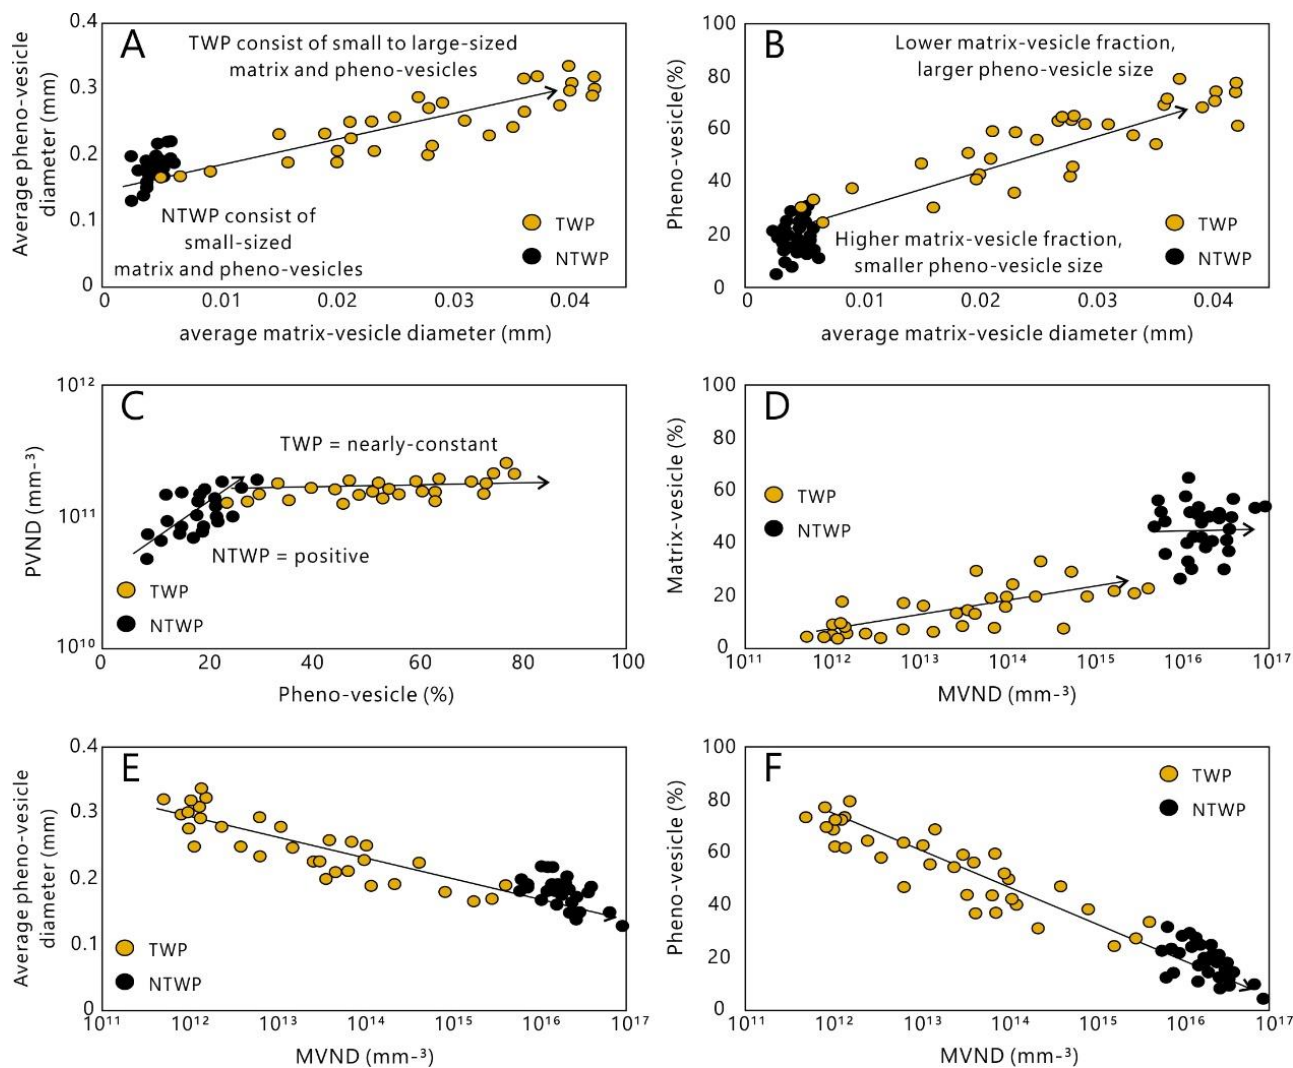 A
TWP consist of small to large-sized
matrix and pheno-vesicles
NTWP consist of
small-sized
matrix and pheno-vesicles
TWP
NTWP
Average pheno-vesicle
diameter (mm)
0.4
0.3
0.2
0.1
0
0 0.01 0.02 0.03 0.04
average matrix-vesicle diameter (mm)
B
Lower matrix-vesicle fraction,
larger pheno-vesicle size
Higher matrix-vesicle fraction,
smaller pheno-vesicle size
TWP
NTWP
Pheno-vesicle(%)
100
80
60
40
20
0
0 0.01 0.02 0.03 0.04
average matrix-vesicle diameter (mm)
C
TWP = nearly-constant
NTWP = positive
TWP
NTWP
PVND (mm-³)
10¹²
10¹¹
10¹⁰
0 20 40 60 80 100
Pheno-vesicle (%)
D
TWP
NTWP
Matrix-vesicle (%)
100
80
60
40
20
0
10¹¹ 10¹² 10¹³ 10¹⁴ 10¹⁵ 10¹⁶ 10¹⁷
MVND (mm-³)
E
TWP
NTWP
Average pheno-vesicle
diameter (mm)
0.4
0.3
0.2
0.1
0
10¹¹ 10¹² 10¹³ 10¹⁴ 10¹⁵ 10¹⁶ 10¹⁷
MVND (mm-³)
F
TWP
NTWP
Pheno-vesicle (%)
100
80
60
40
20
0
10¹¹ 10¹² 10¹³ 10¹⁴ 10¹⁵ 10¹⁶ 10¹⁷
MVND (mm-³)